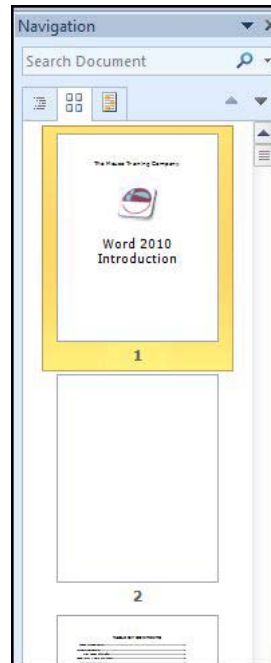 Navigation
Search Document
The Mouse Training Company
Word 2010
Introduction
1
2